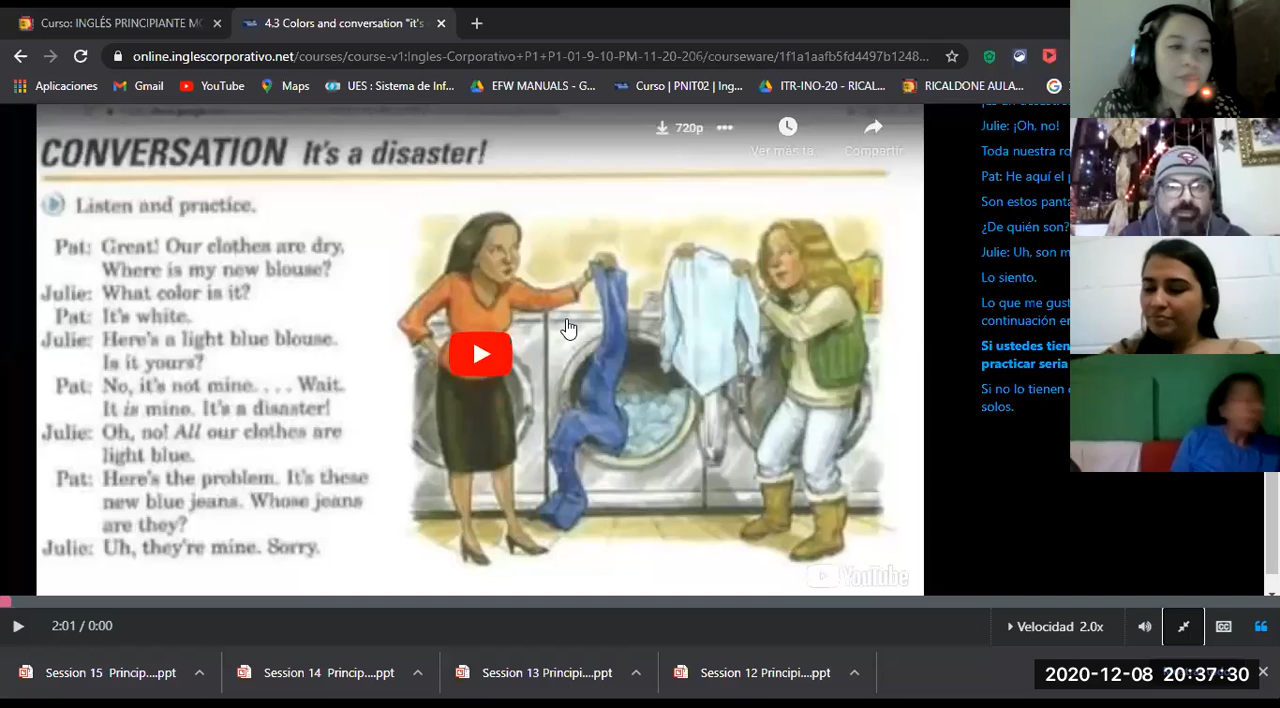 Curso: INGLÉS PRINCIPIANTE MO
4.3 Colors and conversation "it's
online.inglescorporativo.net/courses/course-v1:Ingles-Corporativo+P1+P1-01-9-10-PM-11-20-206/courseware/1f1a1aafb5fd4497b1248...
Aplicaciones
Gmail
YouTube
Maps
UES : Sistema de Inf...
EFW MANUALS - G...
Curso | PNIT02 | Ing...
ITR-INO-20 - RICAL...
RICALDONE AULA...
CONVERSATION It's a disaster!
720p
Ver más ta...
Compartir
Listen and practice.
Pat: Great! Our clothes are dry.
Where is my new blouse?
Julie: What color is it?
Pat: It's white.
Julie: Here's a light blue blouse.
Is it yours?
Pat: No, it's not mine. . . . Wait.
It is mine. It's a disaster!
Julie: Oh, no! All our clothes are
light blue.
Pat: Here's the problem. It's these
new blue jeans. Whose jeans
are they?
Julie: Uh, they're mine. Sorry.
YouTube
Julie: ¡Oh, no!
Toda nuestra ro
Pat: He aquí el p
Son estos panta
¿De quién son?
Julie: Uh, son m
Lo siento.
Lo que me gust
continuación en
Si ustedes tien
practicar seria
Si no lo tienen
solos.
2:01 / 0:00
Velocidad 2.0x
CC
Session 15 Princip....ppt
Session 14 Princip....ppt
Session 13 Principi....ppt
Session 12 Principi....ppt
2020-12-08 20:37:30